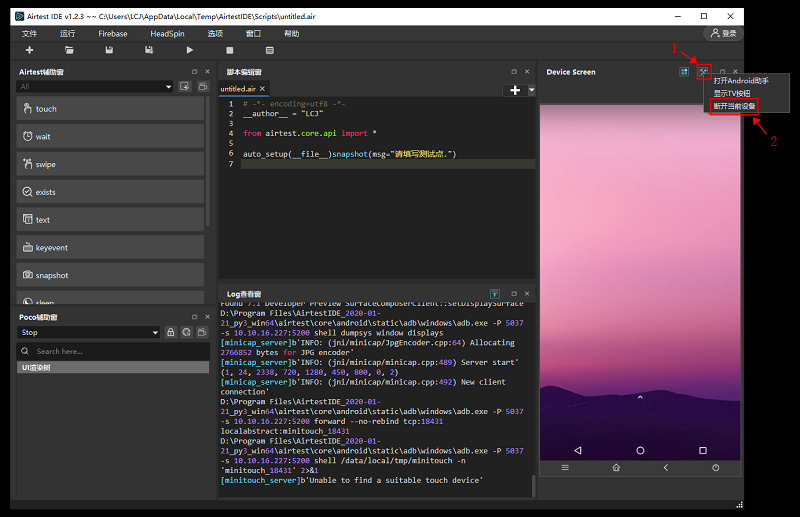 Airtest IDE v1.2.3 ~~ C:\Users\LCJ\AppData\Local\Temp\AirtestIDE\Scripts\untitled.air
文件 运行 Firebase HeadSpin 选项 窗口 帮助 登录
1
Airtest辅助窗
All
touch
wait
swipe
exists
text
keyevent
snapshot
sleep
Poco辅助窗
Stop
Search here...
UI渲染树
脚本编辑窗
untitled.air
1 # -*- encoding=utf8 -*-
2 __author__ = "LCJ"
3
4 from airtest.core.api import *
5
6 auto_setup(__file__)snapshot(msg="请填写测试点.")
7
Log查看窗
Found 7.1 Developer Preview SurfaceComposerClient::setDisplaySurface
D:\Program Files\AirtestIDE_2020-01-
21_py3_win64\airtest\core\android\static\adb\windows\adb.exe -P 5037
-s 10.10.16.227:5200 shell dumpsys window displays
[minicap_server]b'INFO: (jni/minicap/JpgEncoder.cpp:64) Allocating
2766852 bytes for JPG encoder'
[minicap_server]b'INFO: (jni/minicap/minicap.cpp:489) Server start'
(1, 24, 2338, 720, 1280, 450, 800, 0, 2)
[minicap_server]b'INFO: (jni/minicap/minicap.cpp:492) New client
connection'
D:\Program Files\AirtestIDE_2020-01-
21_py3_win64\airtest\core\android\static\adb\windows\adb.exe -P 5037
-s 10.10.16.227:5200 forward --no-rebind tcp:18431
localabstract:minitouch_18431
D:\Program Files\AirtestIDE_2020-01-
21_py3_win64\airtest\core\android\static\adb\windows\adb.exe -P 5037
-s 10.10.16.227:5200 shell /data/local/tmp/minitouch -n
'minitouch_18431' 2>&1
[minitouch_server]b'Unable to find a suitable touch device'
Device Screen
打开Android助手
显示TV按钮
断开当前设备
2